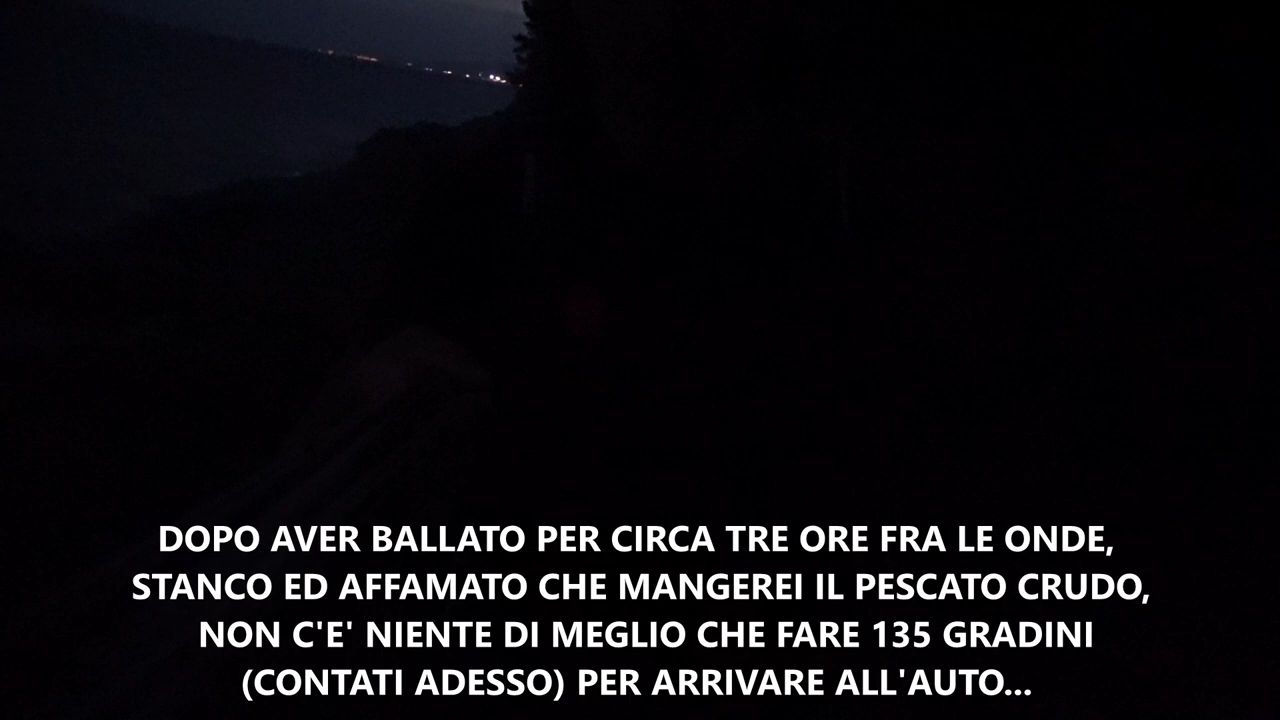 DOPO AVER BALLATO PER CIRCA TRE ORE FRA LE ONDE,
STANCO ED AFFAMATO CHE MANGEREI IL PESCATO CRUDO,
NON C'E' NIENTE DI MEGLIO CHE FARE 135 GRADINI
(CONTATI ADESSO) PER ARRIVARE ALL'AUTO...